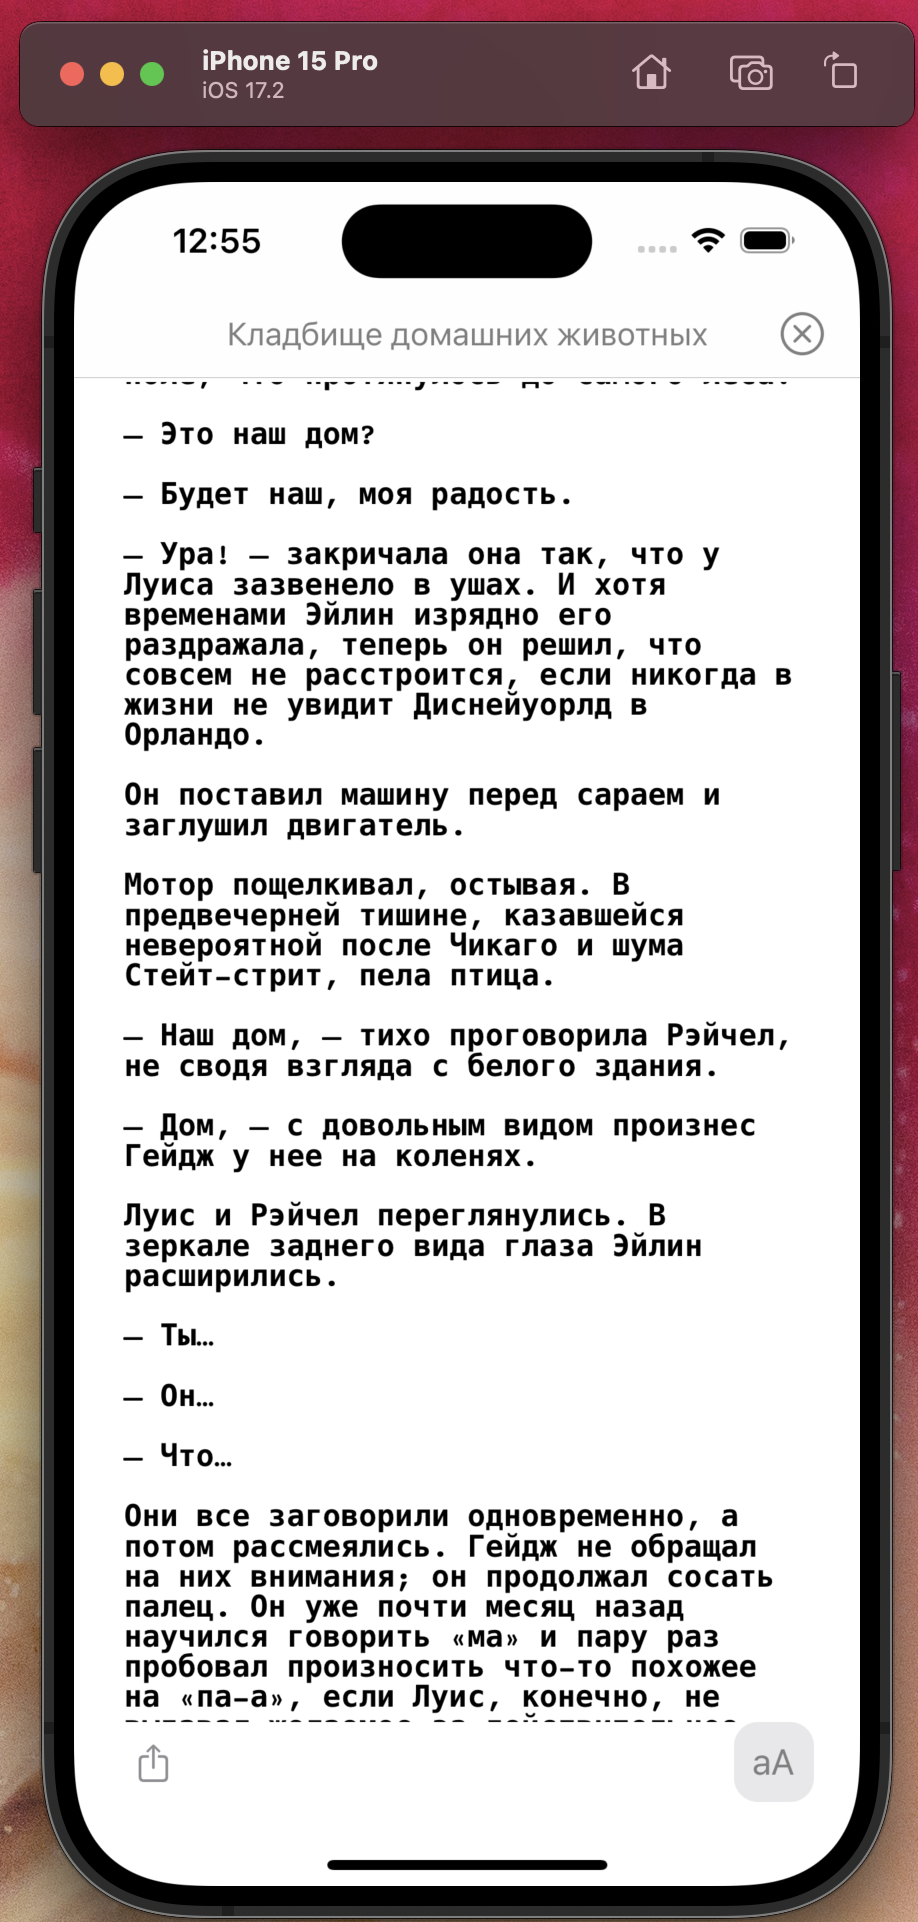 iPhone 15 Pro
iOS 17.2
12:55
Кладбище домашних животных
поле, что протянулось до самого леса.
— Это наш дом?
— Будет наш, моя радость.
— Ура! — закричала она так, что у
Луиса зазвенело в ушах. И хотя
временами Эйлин изрядно его
раздражала, теперь он решил, что
совсем не расстроится, если никогда в
жизни не увидит Диснейуорлд в
Орландо.
Он поставил машину перед сараем и
заглушил двигатель.
Мотор пощелкивал, остывая. В
предвечерней тишине, казавшейся
невероятной после Чикаго и шума
Стейт-стрит, пела птица.
— Наш дом, — тихо проговорила Рэйчел,
не сводя взгляда с белого здания.
— Дом, — с довольным видом произнес
Гейдж у нее на коленях.
Луис и Рэйчел переглянулись. В
зеркале заднего вида глаза Эйлин
расширились.
— Ты…
— Он…
— Что…
Они все заговорили одновременно, а
потом рассмеялись. Гейдж не обращал
на них внимания; он продолжал сосать
палец. Он уже почти месяц назад
научился говорить «ма» и пару раз
пробовал произносить что-то похожее
на «па-а», если Луис, конечно, не
аА